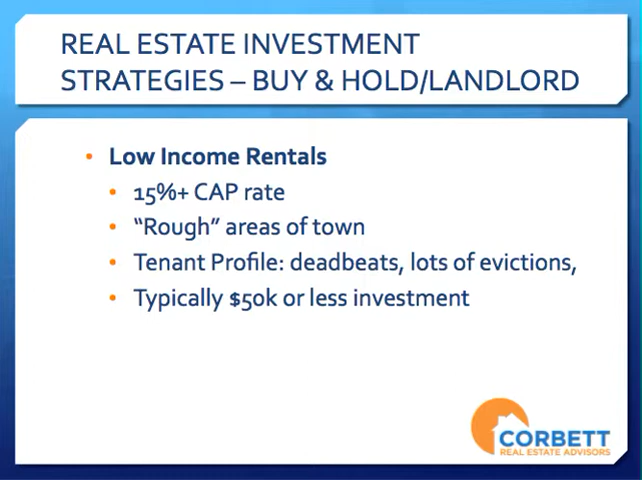 REAL ESTATE INVESTMENT
STRATEGIES – BUY & HOLD/LANDLORD
• Low Income Rentals
• 15%+ CAP rate
• “Rough” areas of town
• Tenant Profile: deadbeats, lots of evictions,
• Typically $50k or less investment
CORBETT
REAL ESTATE ADVISORS